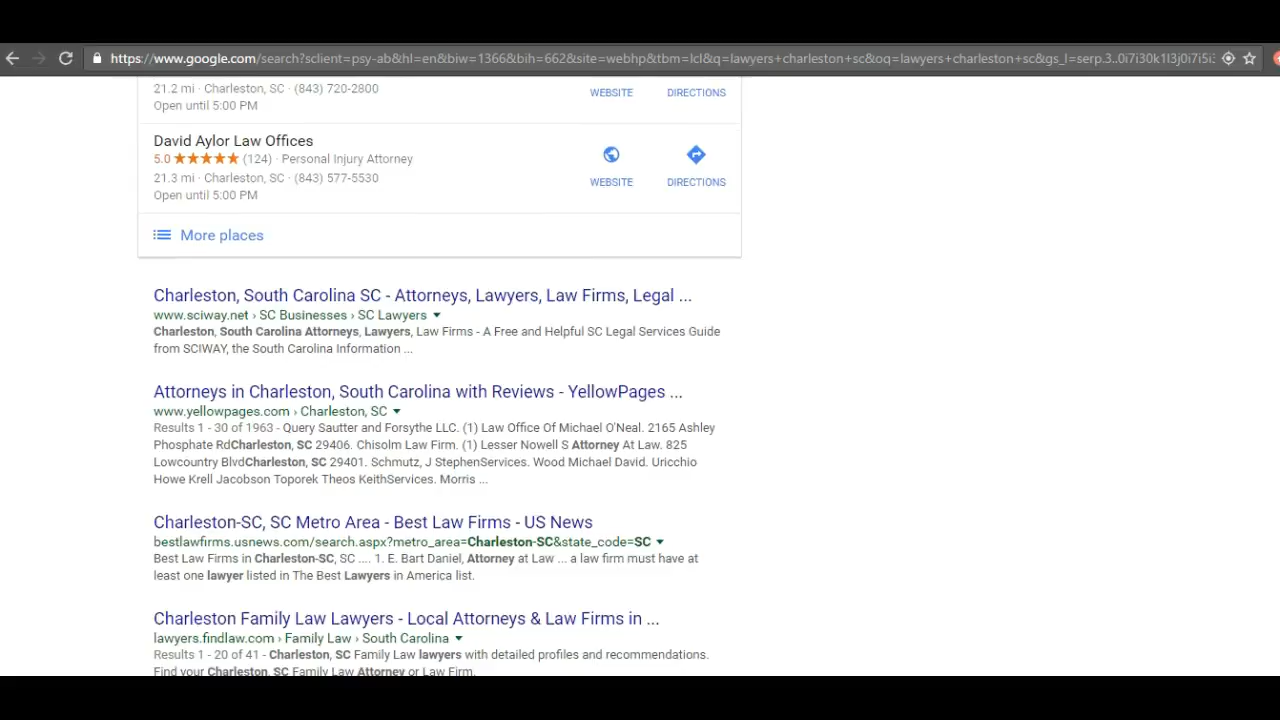 https://www.google.com/search?sclient=psy-ab&hl=en&biw=1366&bih=662&site=webhp&tbm=lcl&q=lawyers+charleston+sc&oq=lawyers+charleston+sc&gs_l=serp.3..0i7i30k1l3j0i7i5i3
21.2 mi · Charleston, SC · (843) 720-2800
Open until 5:00 PM
WEBSITE DIRECTIONS
David Aylor Law Offices
5.0 ★★★★★ (124) · Personal Injury Attorney
21.3 mi · Charleston, SC · (843) 577-5530
Open until 5:00 PM
WEBSITE DIRECTIONS
More places
Charleston, South Carolina SC - Attorneys, Lawyers, Law Firms, Legal ...
www.sciway.net › SC Businesses › SC Lawyers
Charleston, South Carolina Attorneys, Lawyers, Law Firms - A Free and Helpful SC Legal Services Guide
from SCIWAY, the South Carolina Information ...
Attorneys in Charleston, South Carolina with Reviews - YellowPages ...
www.yellowpages.com › Charleston, SC
Results 1 - 30 of 1963 - Query Sautter and Forsythe LLC. (1) Law Office Of Michael O'Neal. 2165 Ashley
Phosphate RdCharleston, SC 29406. Chisolm Law Firm. (1) Lesser Nowell S Attorney At Law. 825
Lowcountry BlvdCharleston, SC 29401. Schmutz, J StephenServices. Wood Michael David. Uricchio
Howe Krell Jacobson Toporek Theos KeithServices. Morris ...
Charleston-SC, SC Metro Area - Best Law Firms - US News
bestlawfirms.usnews.com/search.aspx?metro_area=Charleston-SC&state_code=SC
Best Law Firms in Charleston-SC, SC .... 1. E. Bart Daniel, Attorney at Law ... a law firm must have at
least one lawyer listed in The Best Lawyers in America list.
Charleston Family Law Lawyers - Local Attorneys & Law Firms in ...
lawyers.findlaw.com › Family Law › South Carolina
Results 1 - 20 of 41 - Charleston, SC Family Law lawyers with detailed profiles and recommendations.
Find your Charleston, SC Family Law Attorney or Law Firm.